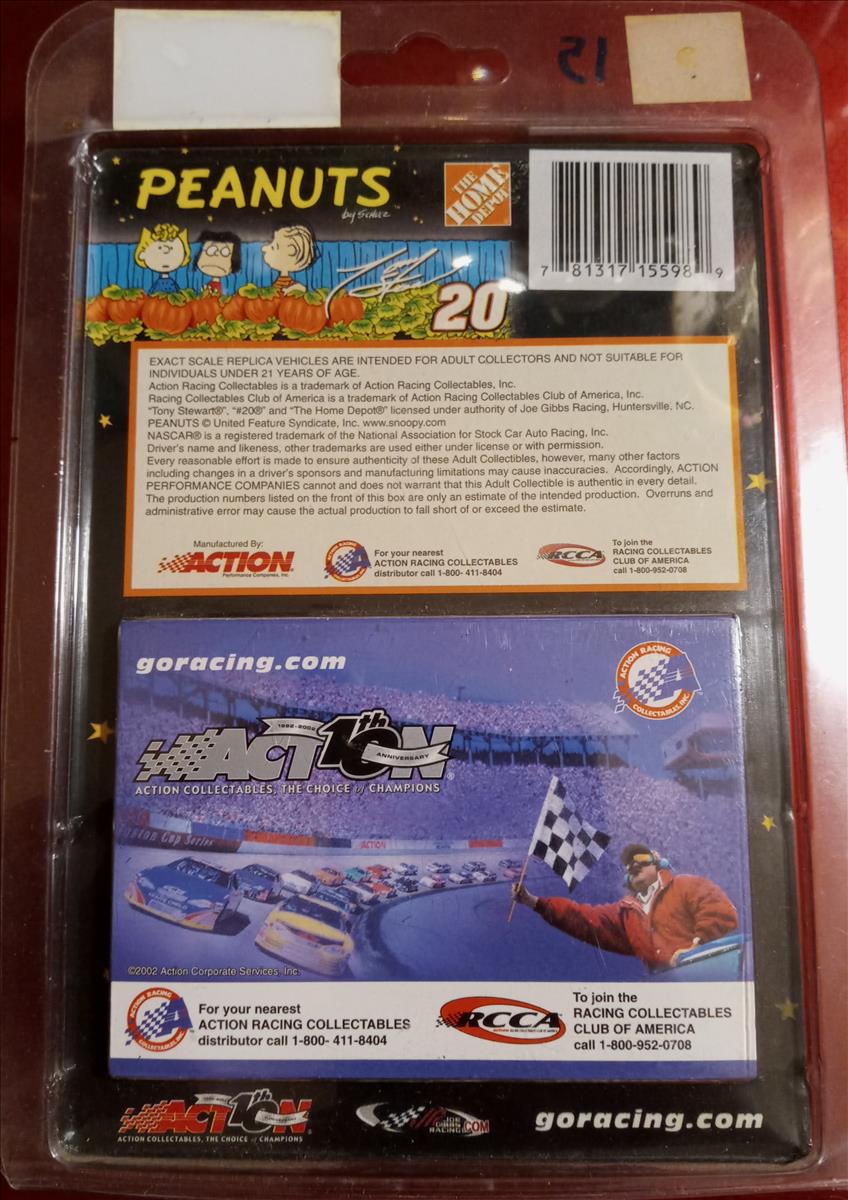 15
PEANUTS
by SCHULZ
THE HOME DEPOT
7 81317 15598 9
20
EXACT SCALE REPLICA VEHICLES ARE INTENDED FOR ADULT COLLECTORS AND NOT SUITABLE FOR
INDIVIDUALS UNDER 21 YEARS OF AGE.
Action Racing Collectables is a trademark of Action Racing Collectables, Inc.
Racing Collectables Club of America is a trademark of Action Racing Collectables Club of America, Inc.
"Tony Stewart®", "#20®" and "The Home Depot®" licensed under authority of Joe Gibbs Racing, Huntersville, NC.
PEANUTS © United Feature Syndicate, Inc. www.snoopy.com
NASCAR® is a registered trademark of the National Association for Stock Car Auto Racing, Inc.
Driver's name and likeness, other trademarks are used either under license or with permission.
Every reasonable effort is made to ensure authenticity of these Adult Collectibles, however, many other factors
including changes in a driver's sponsors and manufacturing limitations may cause inaccuracies. Accordingly, ACTION
PERFORMANCE COMPANIES cannot and does not warrant that this Adult Collectible is authentic in every detail.
The production numbers listed on the front of this box are only an estimate of the intended production. Overruns and
administrative error may cause the actual production to fall short of or exceed the estimate.
Manufactured By:
ACTION
Performance Companies, Inc.
For your nearest
ACTION RACING COLLECTABLES
distributor call 1-800- 411-8404
RCCA
To join the
RACING COLLECTABLES
CLUB OF AMERICA
call 1-800-952-0708
goracing.com
ACTION RACING
COLLECTABLES, INC.
1992-2002
ACTION 10th
ANNIVERSARY
ACTION COLLECTABLES, THE CHOICE of CHAMPIONS
Winston Cup Series
ACTION
©2002 Action Corporate Services, Inc.
ACTION RACING
For your nearest
ACTION RACING COLLECTABLES
distributor call 1-800- 411-8404
RCCA
To join the
RACING COLLECTABLES
CLUB OF AMERICA
call 1-800-952-0708
ACTION 10th
ACTION COLLECTABLES, THE CHOICE of CHAMPIONS
JOE GIBBS RACING.COM
goracing.com